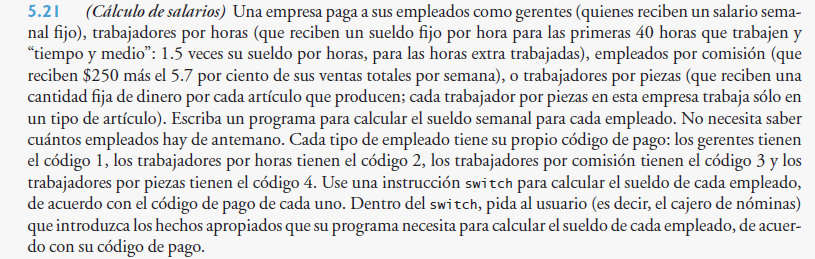 5.21 (Cálculo de salarios) Una empresa paga a sus empleados como gerentes (quienes reciben un salario sema-
nal fijo), trabajadores por horas (que reciben un sueldo fijo por hora para las primeras 40 horas que trabajen y
“tiempo y medio”: 1.5 veces su sueldo por horas, para las horas extra trabajadas), empleados por comisión (que
reciben $250 más el 5.7 por ciento de sus ventas totales por semana), o trabajadores por piezas (que reciben una
cantidad fija de dinero por cada artículo que producen; cada trabajador por piezas en esta empresa trabaja sólo en
un tipo de artículo). Escriba un programa para calcular el sueldo semanal para cada empleado. No necesita saber
cuántos empleados hay de antemano. Cada tipo de empleado tiene su propio código de pago: los gerentes tienen
el código 1, los trabajadores por horas tienen el código 2, los trabajadores por comisión tienen el código 3 y los
trabajadores por piezas tienen el código 4. Use una instrucción switch para calcular el sueldo de cada empleado,
de acuerdo con el código de pago de cada uno. Dentro del switch, pida al usuario (es decir, el cajero de nóminas)
que introduzca los hechos apropiados que su programa necesita para calcular el sueldo de cada empleado, de acuer-
do con su código de pago.